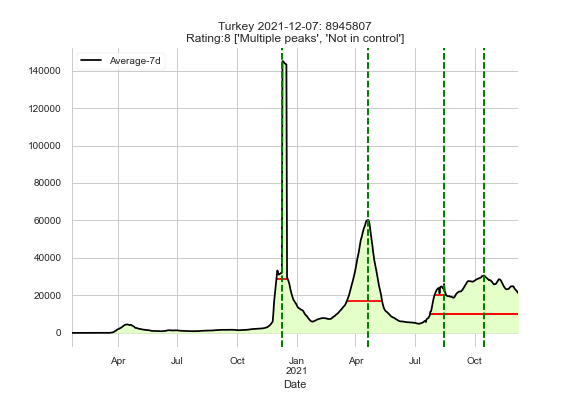 Turkey 2021-12-07: 8945807
Rating:8 ['Multiple peaks', 'Not in control']
Average-7d
140000
120000
100000
80000
60000
40000
20000
0
Apr Jul Oct Jan Apr Jul Oct
2021
Date